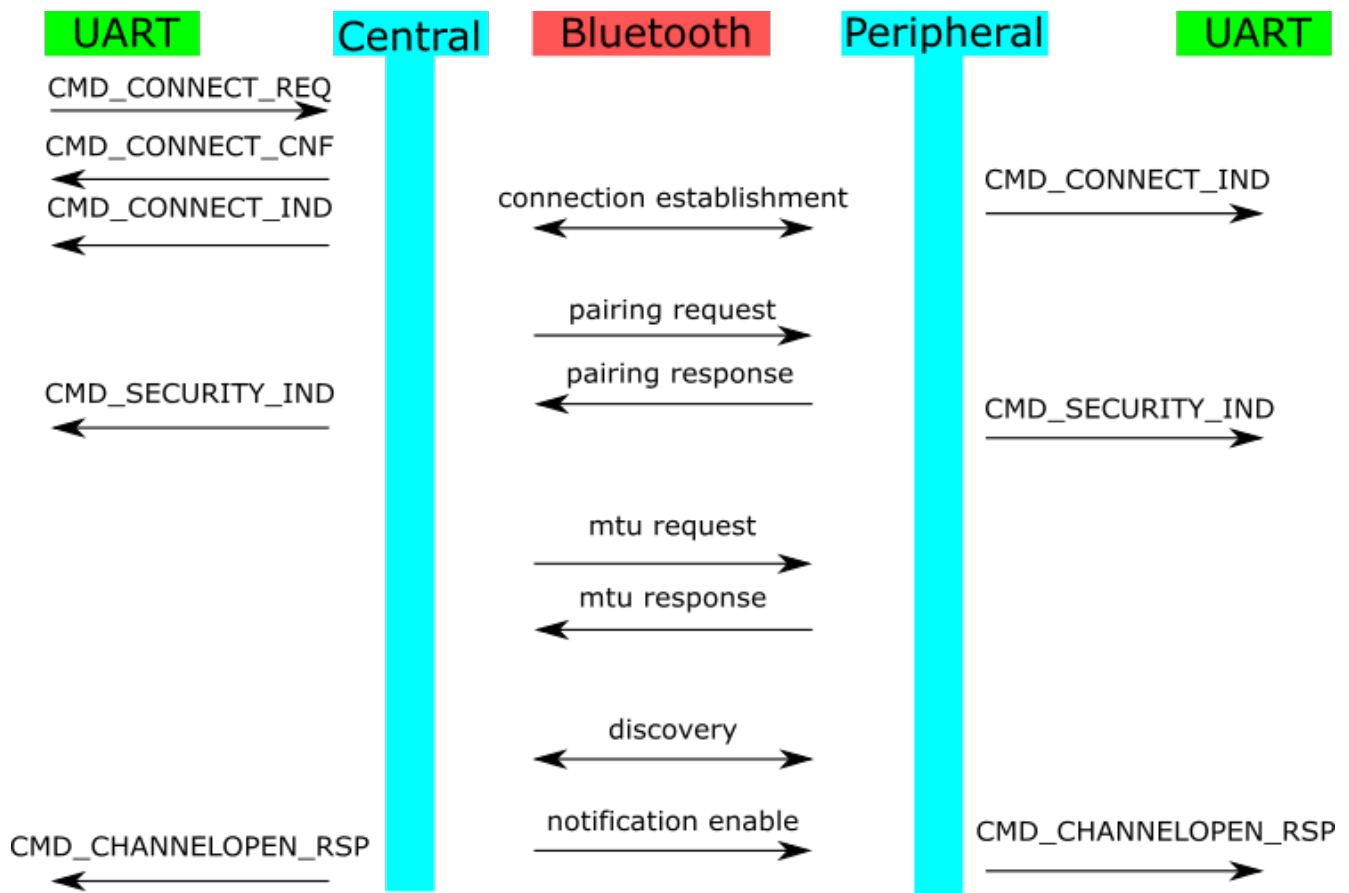 UART
Central
Bluetooth
Peripheral
UART
CMD_CONNECT_REQ
CMD_CONNECT_CNF
CMD_CONNECT_IND
connection establishment
CMD_CONNECT_IND
pairing request
pairing response
CMD_SECURITY_IND
CMD_SECURITY_IND
mtu request
mtu response
discovery
notification enable
CMD_CHANNELOPEN_RSP
CMD_CHANNELOPEN_RSP